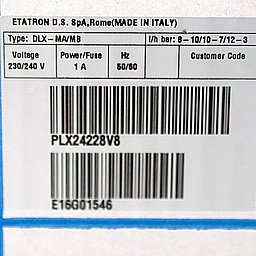 ETATRON D.S. SpA,Rome(MADE IN ITALY)
Type: DLX-MA/MB l/h bar: 8-10/10-7/12-3
Voltage Power/Fuse Hz Customer Code
230/240 V 1 A 50/60
PLX24228V8
E16G01546